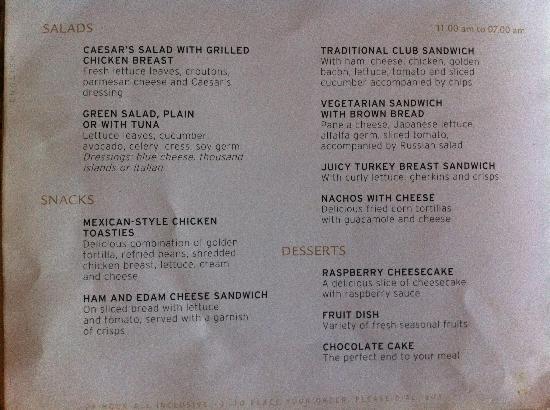 SALADS
11.00 am to 07.00 am
CAESAR'S SALAD WITH GRILLED
CHICKEN BREAST
Fresh lettuce leaves, croutons,
parmesan cheese and Caesar's
dressing
GREEN SALAD, PLAIN
OR WITH TUNA
Lettuce leaves, cucumber,
avocado, celery, cress, soy germ.
Dressings: blue cheese, thousand
islands or Italian
SNACKS
MEXICAN-STYLE CHICKEN
TOASTIES
Delicious combination of golden
tortilla, refried beans, shredded
chicken breast, lettuce, cream
and cheese
HAM AND EDAM CHEESE SANDWICH
On sliced bread with lettuce
and tomato, served with a garnish
of crisps
TRADITIONAL CLUB SANDWICH
With ham, cheese, chicken, golden
bacon, lettuce, tomato and sliced
cucumber accompanied by chips
VEGETARIAN SANDWICH
WITH BROWN BREAD
Panela cheese, Japanese lettuce,
alfalfa germ, sliced tomato,
accompanied by Russian salad
JUICY TURKEY BREAST SANDWICH
With curly lettuce, gherkins and crisps
NACHOS WITH CHEESE
Delicious fried corn tortillas
with guacamole and cheese
DESSERTS
RASPBERRY CHEESECAKE
A delicious slice of cheesecake
with raspberry sauce
FRUIT DISH
Variety of fresh seasonal fruits
CHOCOLATE CAKE
The perfect end to your meal
INCLUSIVE TO PLACE YOUR ORDER, PLEASE DIAL